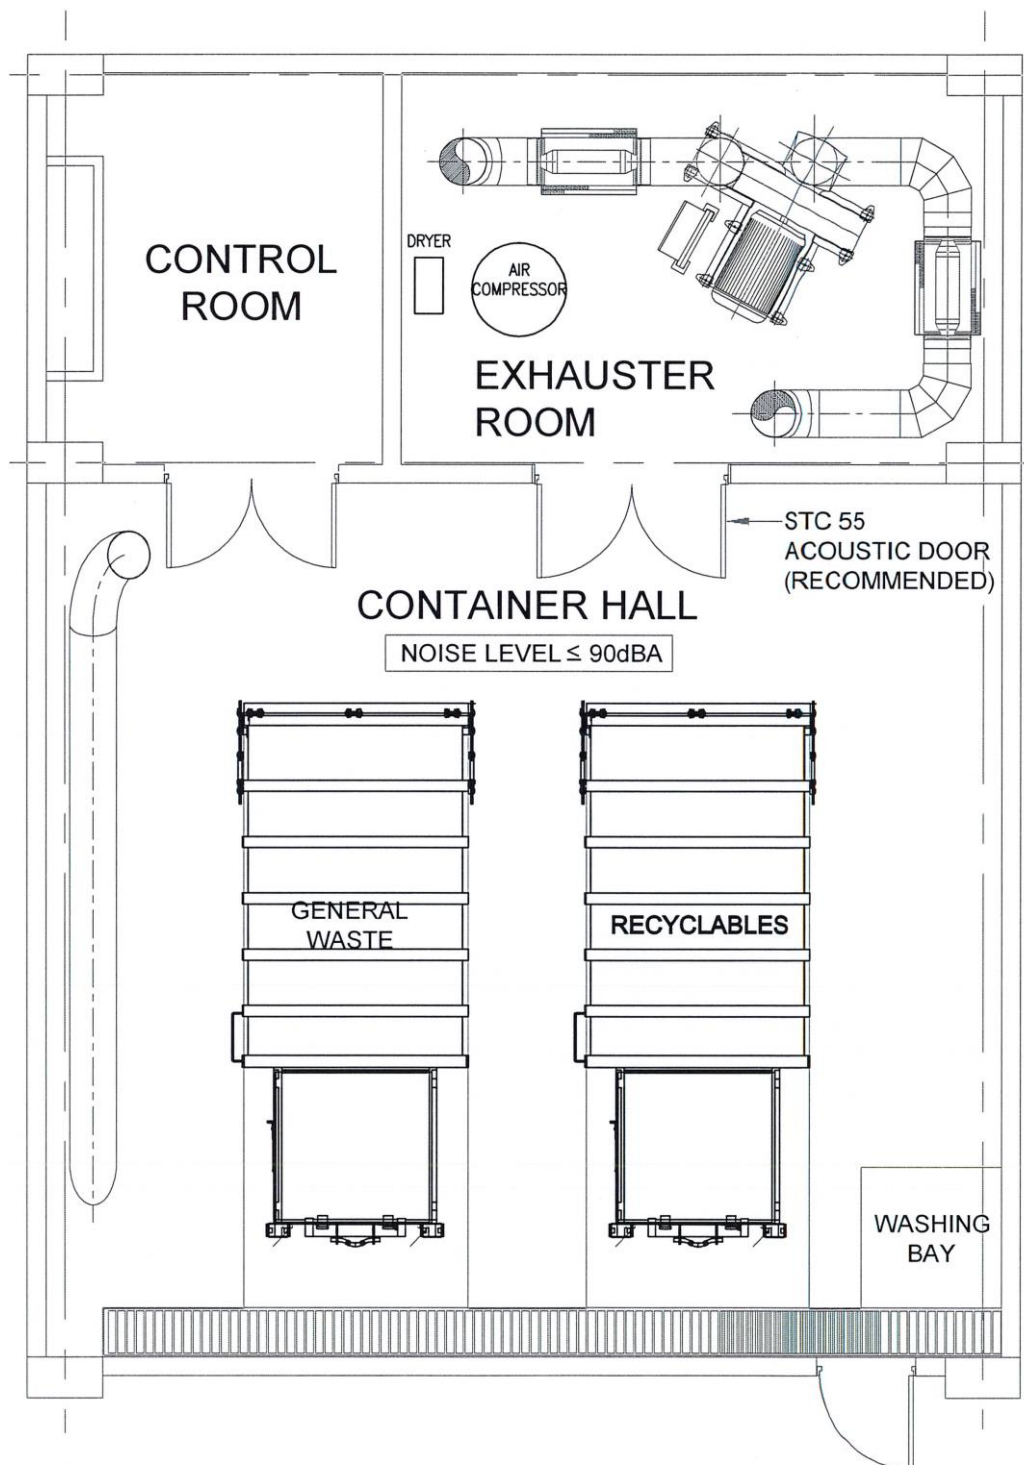 CONTROL
ROOM
DRYER
AIR
COMPRESSOR
EXHAUSTER
ROOM
STC 55
ACOUSTIC DOOR
(RECOMMENDED)
CONTAINER HALL
NOISE LEVEL ≤ 90dBA
GENERAL
WASTE
RECYCLABLES
WASHING
BAY